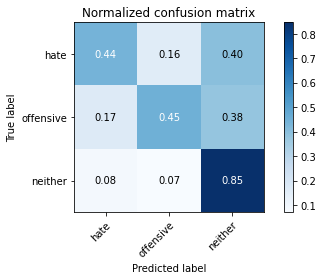 Normalized confusion matrix
True label
hate 0.44 0.16 0.40
offensive 0.17 0.45 0.38
neither 0.08 0.07 0.85
hate offensive neither
Predicted label
0.8
0.7
0.6
0.5
0.4
0.3
0.2
0.1